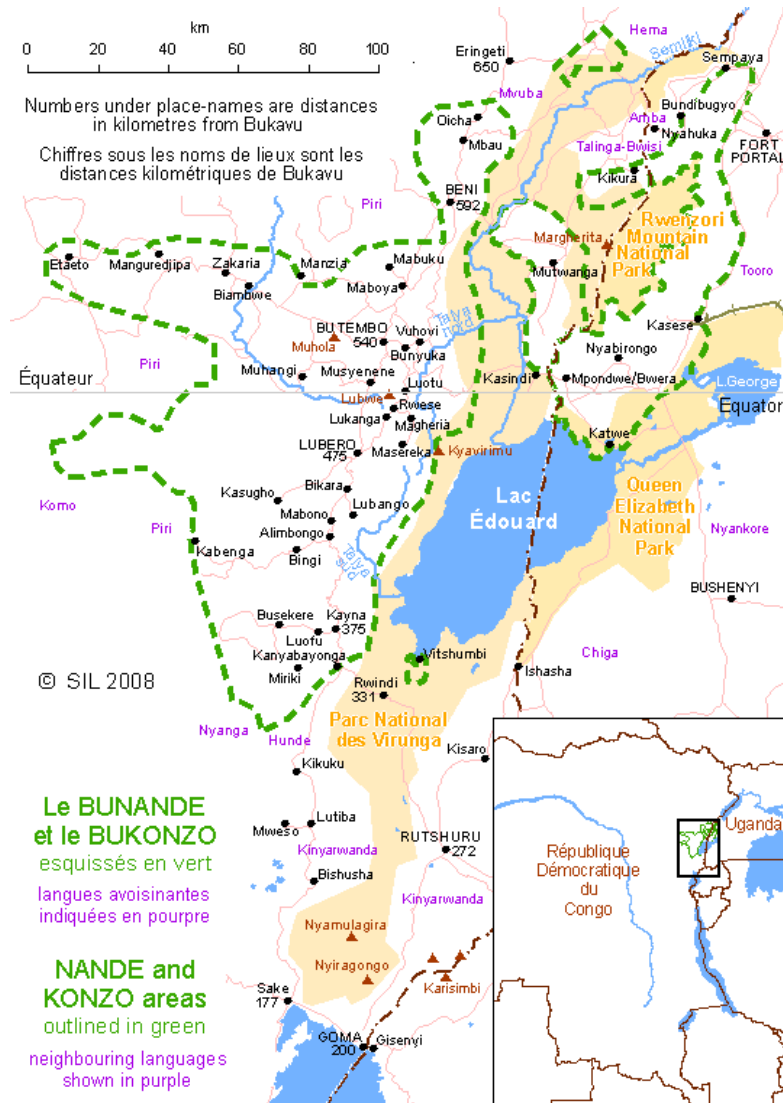 km
0 20 40 60 80 100
Numbers under place-names are distances
in kilometres from Bukavu
Chiffres sous les noms de lieux sont les
distances kilométriques de Bukavu
Hema
Semliki
Eringeti
650
Sempaya
Mvuba
Bundibugyo
Oicha
Amba
Nyahuka
Mbau
Talinga-Bwisi
FORT
PORTAL
Kikura
BENI
592
Piri
Rwenzori
Mountain
National
Park
Margherita
Mutwanga
Etaeto
Manguredjipa
Zakaria
Manzia
Mabuku
Biambwe
Maboya
Tooro
Talya
nord
BUTEMBO
540
Vuhovi
Kasese
Muhola
Bunyuka
Nyabirongo
Piri
Équateur
Muhangi
Musyenene
Luotu
Kasindi
Mpondwe/Bwera
L.George
Lubwe
Rwese
Equator
Lukanga
Magheria
Katwe
LUBERO
475
Masereka
Kyavirimu
Bikara
Lac
Édouard
Queen
Elizabeth
National
Park
Kasugho
Lubango
Komo
Mabono
Piri
Alimbongo
Nyankore
Kabenga
Bingi
Talya
sud
BUSHENYI
Busekere
Kayna
375
Luofu
Kanyabayonga
Vitshumbi
Chiga
Miriki
Ishasha
© SIL 2008
Rwindi
331
Parc National
des Virunga
Nyanga
Hunde
Kisaro
Kikuku
Le BUNANDE
et le BUKONZO
esquissés en vert
langues avoisinantes
indiquées en pourpre
Lutiba
Mweso
Kinyarwanda
RUTSHURU
272
Bishusha
Kinyarwanda
Uganda
République
Démocratique
du
Congo
Nyamulagira
NANDE and
KONZO areas
outlined in green
neighbouring languages
shown in purple
Nyiragongo
Karisimbi
Sake
177
GOMA
200
Gisenyi